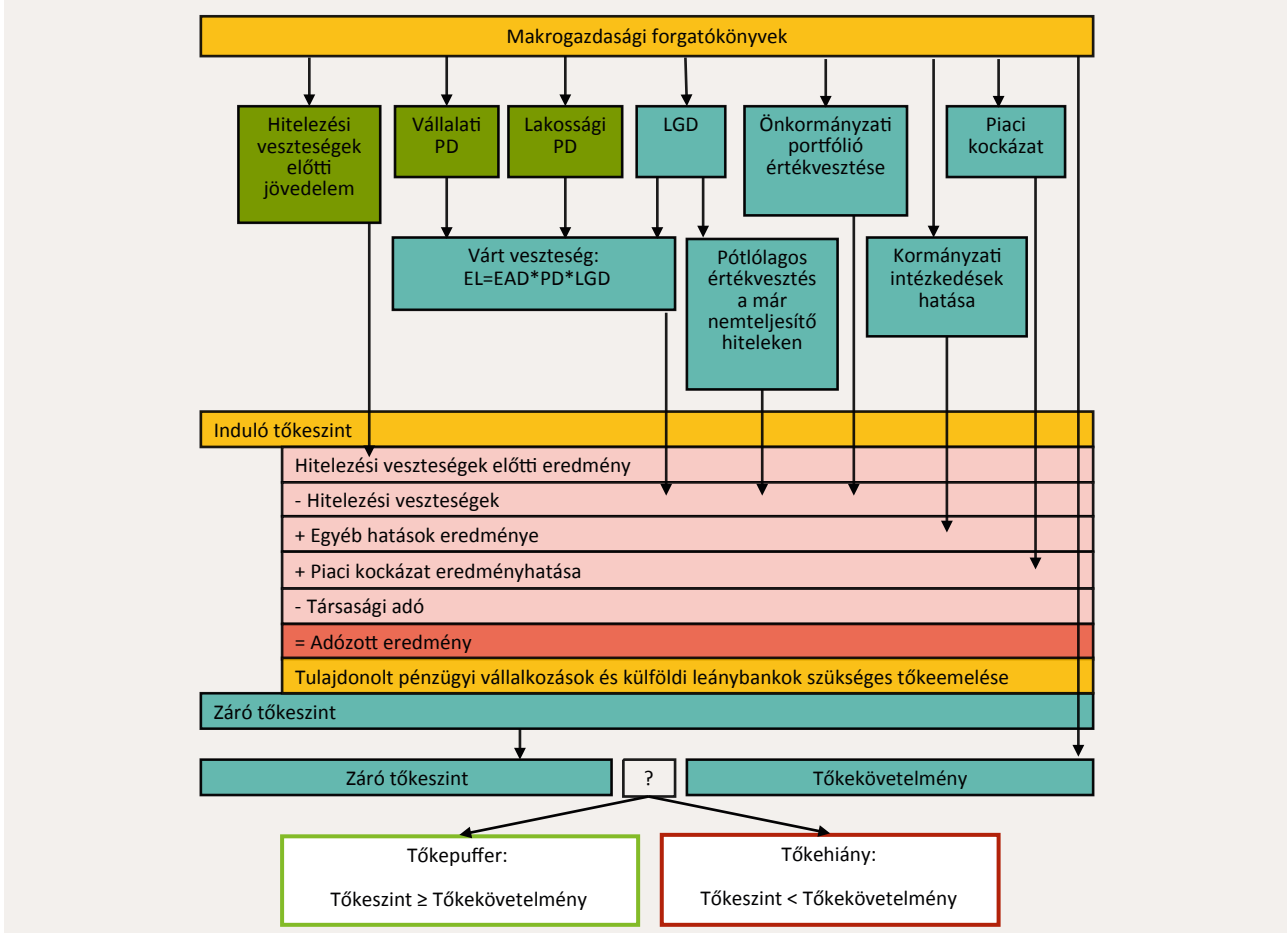 Makrogazdasági forgatókönyvek
Hitelezési
veszteségek
előtti
jövedelem
Vállalati
PD
Lakossági
PD
LGD
Önkormányzati
portfólió
értékvesztése
Piaci
kockázat
Várt veszteség:
EL=EAD*PD*LGD
Pótlólagos
értékvesztés
a már
nemteljesítő
hiteleken
Kormányzati
intézkedések
hatása
Induló tőkeszint
Hitelezési veszteségek előtti eredmény
- Hitelezési veszteségek
+ Egyéb hatások eredménye
+ Piaci kockázat eredményhatása
- Társasági adó
= Adózott eredmény
Tulajdonolt pénzügyi vállalkozások és külföldi leánybankok szükséges tőkeemelése
Záró tőkeszint
Záró tőkeszint
?
Tőkekövetelmény
Tőkepuffer:
Tőkeszint ≥ Tőkekövetelmény
Tőkehiány:
Tőkeszint < Tőkekövetelmény